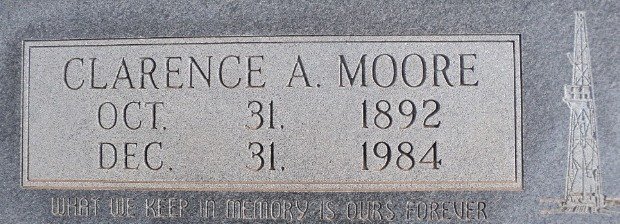 CLARENCE A. MOORE
OCT. 31, 1892
DEC. 31, 1984
WHAT WE KEEP IN MEMORY IS OURS FOREVER